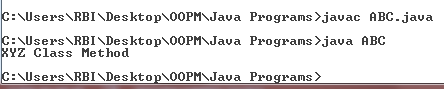 C:\Users\RBI\Desktop\OOPM\Java Programs>javac ABC.java
C:\Users\RBI\Desktop\OOPM\Java Programs>java ABC
XYZ Class Method
C:\Users\RBI\Desktop\OOPM\Java Programs>